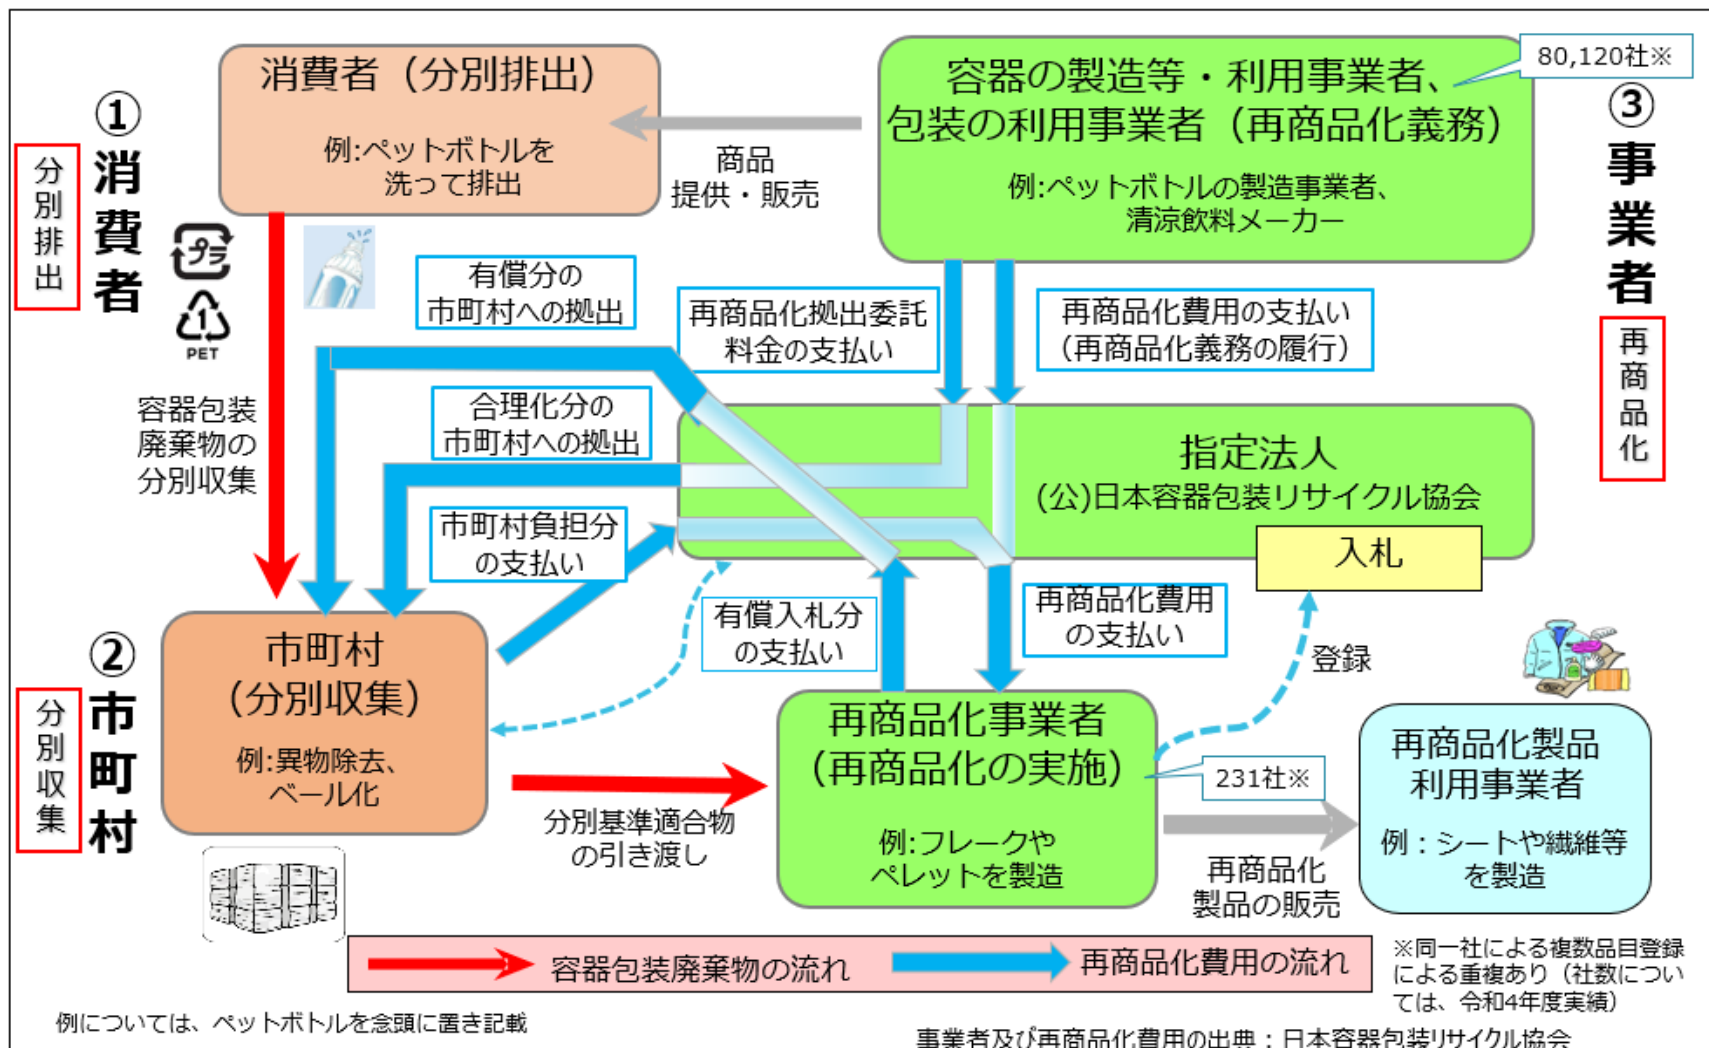 80,120社※
消費者（分別排出）
例:ペットボトルを
洗って排出
容器の製造等・利用事業者、
包装の利用事業者（再商品化義務）
例:ペットボトルの製造事業者、
清涼飲料メーカー
商品
提供・販売
①消費者
分別排出
③事業者
再商品化
プラ
1
PET
有償分の
市町村への拠出
再商品化拠出委託
料金の支払い
再商品化費用の支払い
（再商品化義務の履行）
容器包装
廃棄物の
分別収集
合理化分の
市町村への拠出
指定法人
(公)日本容器包装リサイクル協会
市町村負担分
の支払い
入札
有償入札分
の支払い
再商品化費用
の支払い
登録
②市町村
分別収集
市町村
（分別収集）
例:異物除去、
ベール化
分別基準適合物
の引き渡し
再商品化事業者
（再商品化の実施）
例:フレークや
ペレットを製造
231社※
再商品化
製品の販売
再商品化製品
利用事業者
例：シートや繊維等
を製造
容器包装廃棄物の流れ
再商品化費用の流れ
※同一社による複数品目登録
による重複あり（社数につい
ては、令和4年度実績）
例については、ペットボトルを念頭に置き記載
事業者及び再商品化費用の出典：日本容器包装リサイクル協会